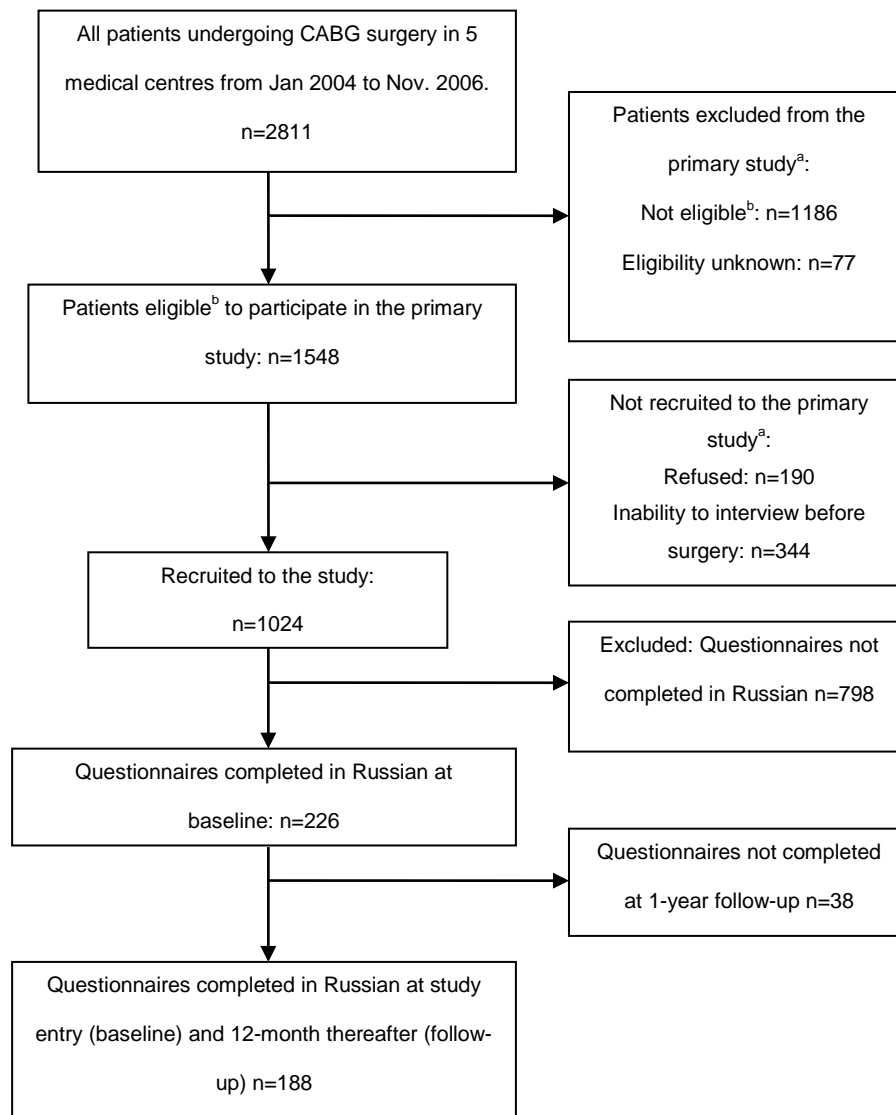 All patients undergoing CABG surgery in 5
medical centres from Jan 2004 to Nov. 2006.
n=2811
Patients excluded from the
primary studyᵃ:
Not eligibleᵇ: n=1186
Eligibility unknown: n=77
Patients eligibleᵇ to participate in the primary
study: n=1548
Not recruited to the primary
studyᵃ:
Refused: n=190
Inability to interview before
surgery: n=344
Recruited to the study:
n=1024
Excluded: Questionnaires not
completed in Russian n=798
Questionnaires completed in Russian at
baseline: n=226
Questionnaires not completed
at 1-year follow-up n=38
Questionnaires completed in Russian at study
entry (baseline) and 12-month thereafter (follow-
up) n=188